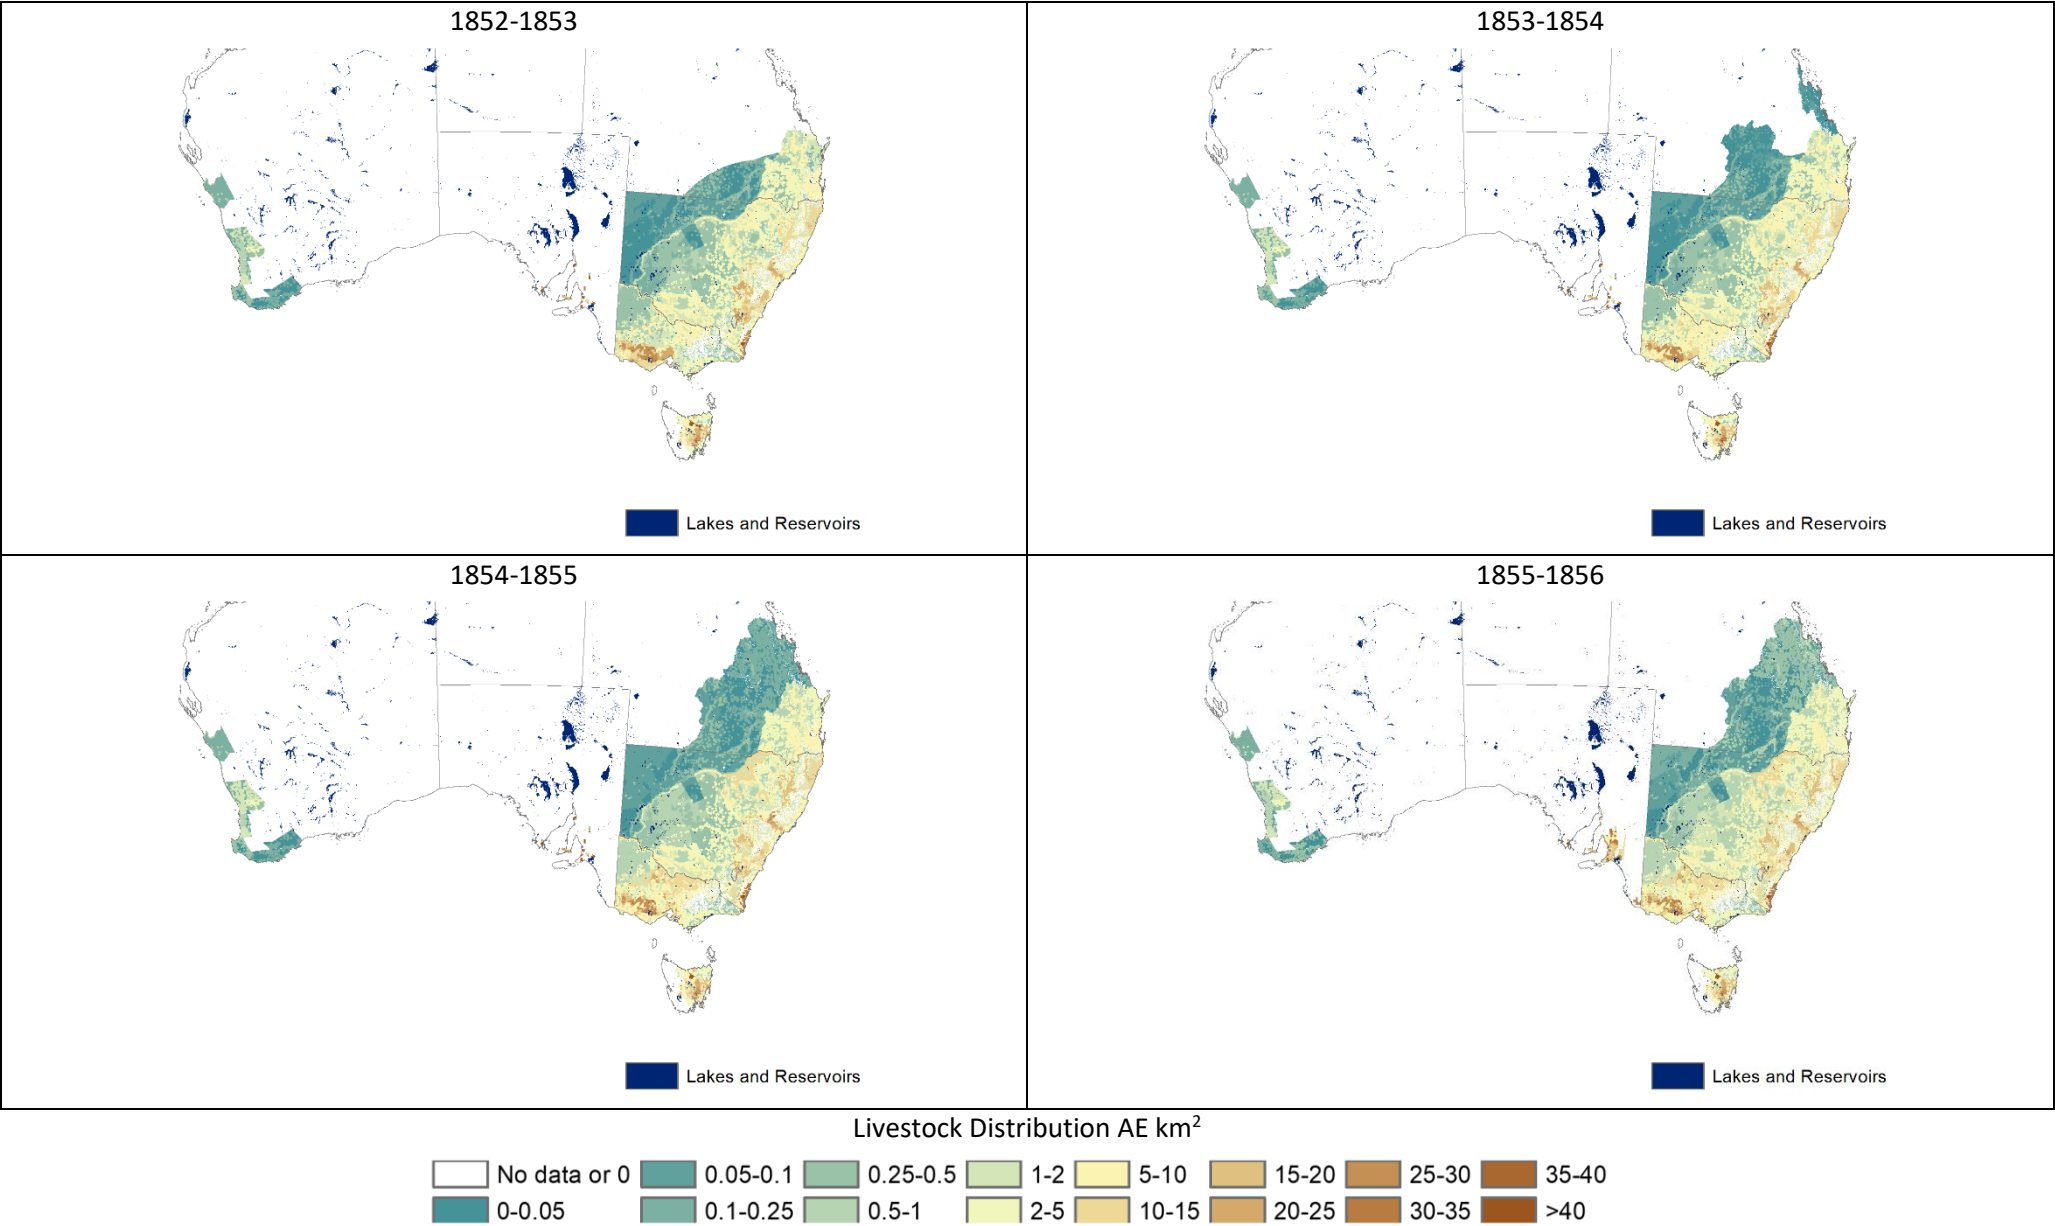 1852-1853
1853-1854
Lakes and Reservoirs
Lakes and Reservoirs
1854-1855
1855-1856
Lakes and Reservoirs
Lakes and Reservoirs
Livestock Distribution AE km²
No data or 0 0.05-0.1 0.25-0.5 1-2 5-10 15-20 25-30 35-40
0-0.05 0.1-0.25 0.5-1 2-5 10-15 20-25 30-35 >40